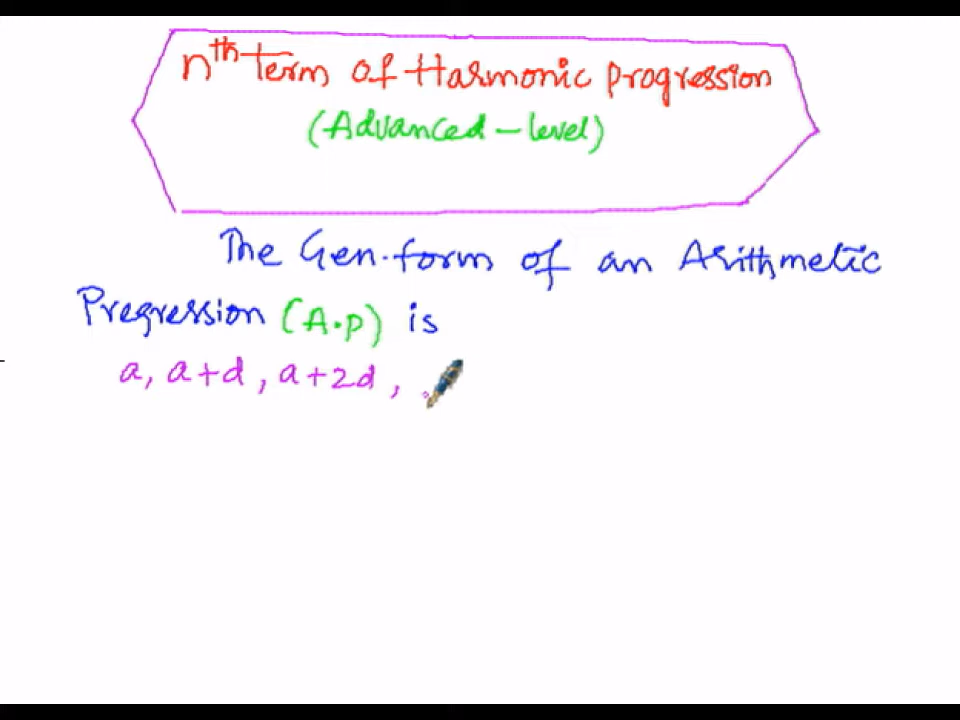 nth term of Harmonic progression
(Advanced-level)
The Gen.form of an Arithmetic
Progression (A.p) is
a, a+d, a+2d, .